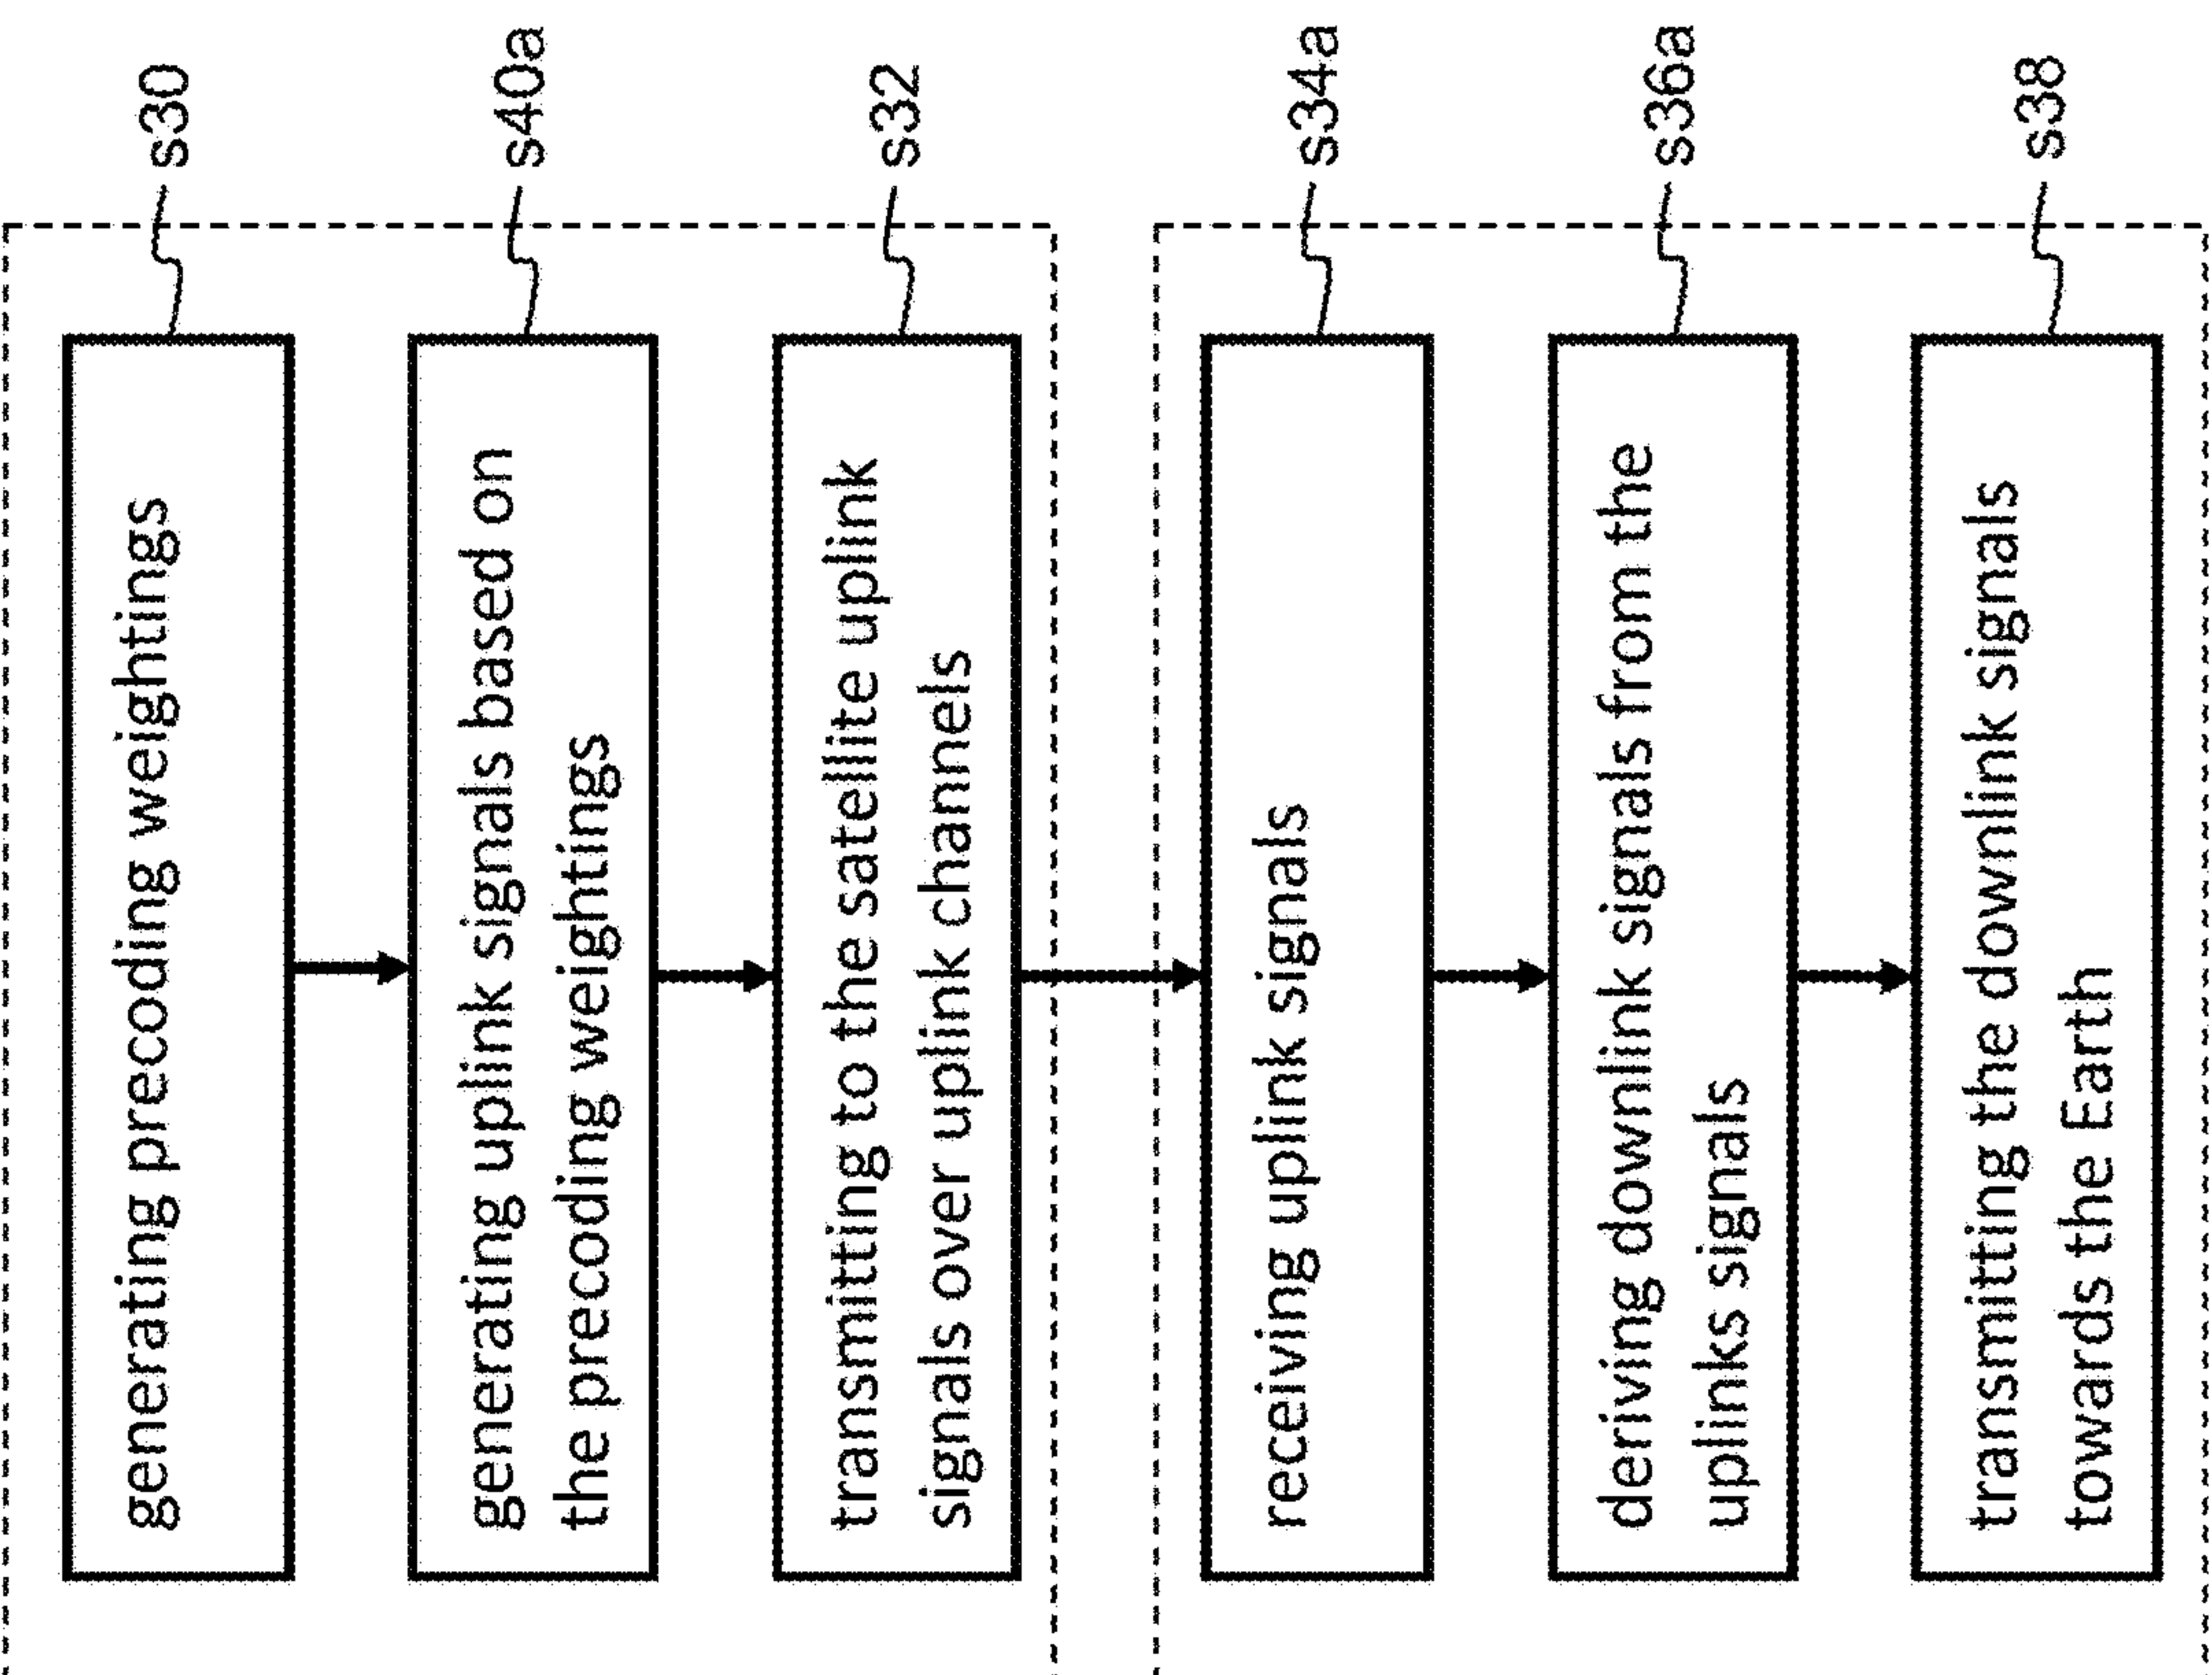 generating precoding weightings
s30
generating uplink signals based on
the precoding weightings
s40a
transmitting to the satellite uplink
signals over uplink channels
s32
receiving uplink signals
s34a
deriving downlink signals from the
uplinks signals
s36a
transmitting the downlink signals
towards the Earth
s38